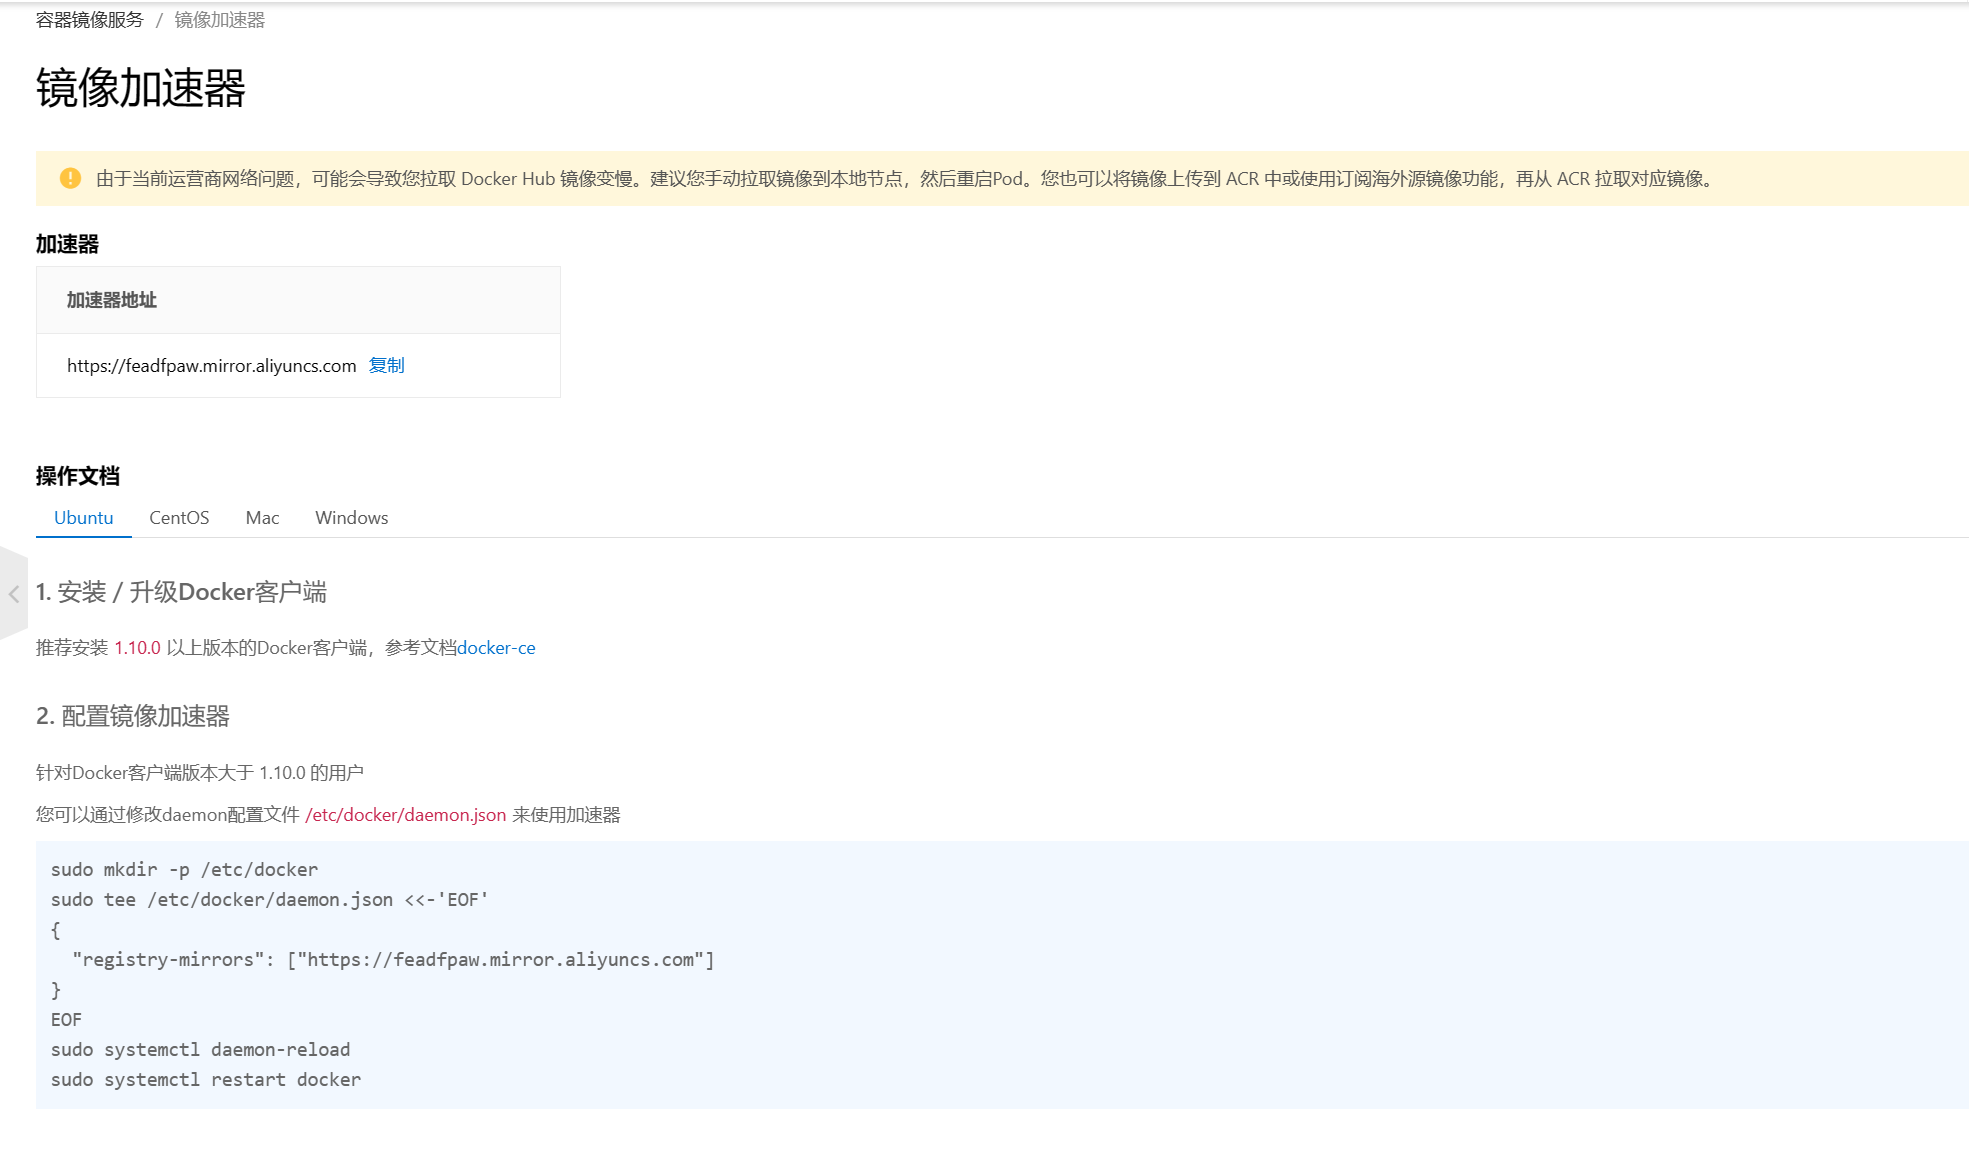 容器镜像服务 / 镜像加速器
镜像加速器
由于当前运营商网络问题，可能会导致您拉取 Docker Hub 镜像变慢。建议您手动拉取镜像到本地节点，然后重启Pod。您也可以将镜像上传到 ACR 中或使用订阅海外源镜像功能，再从 ACR 拉取对应镜像。
加速器
加速器地址
https://feadfpaw.mirror.aliyuncs.com 复制
操作文档
Ubuntu CentOS Mac Windows
1. 安装 / 升级Docker客户端
推荐安装 1.10.0 以上版本的Docker客户端，参考文档docker-ce
2. 配置镜像加速器
针对Docker客户端版本大于 1.10.0 的用户
您可以通过修改daemon配置文件 /etc/docker/daemon.json 来使用加速器
sudo mkdir -p /etc/docker
sudo tee /etc/docker/daemon.json <<-'EOF'
{
  "registry-mirrors": ["https://feadfpaw.mirror.aliyuncs.com"]
}
EOF
sudo systemctl daemon-reload
sudo systemctl restart docker